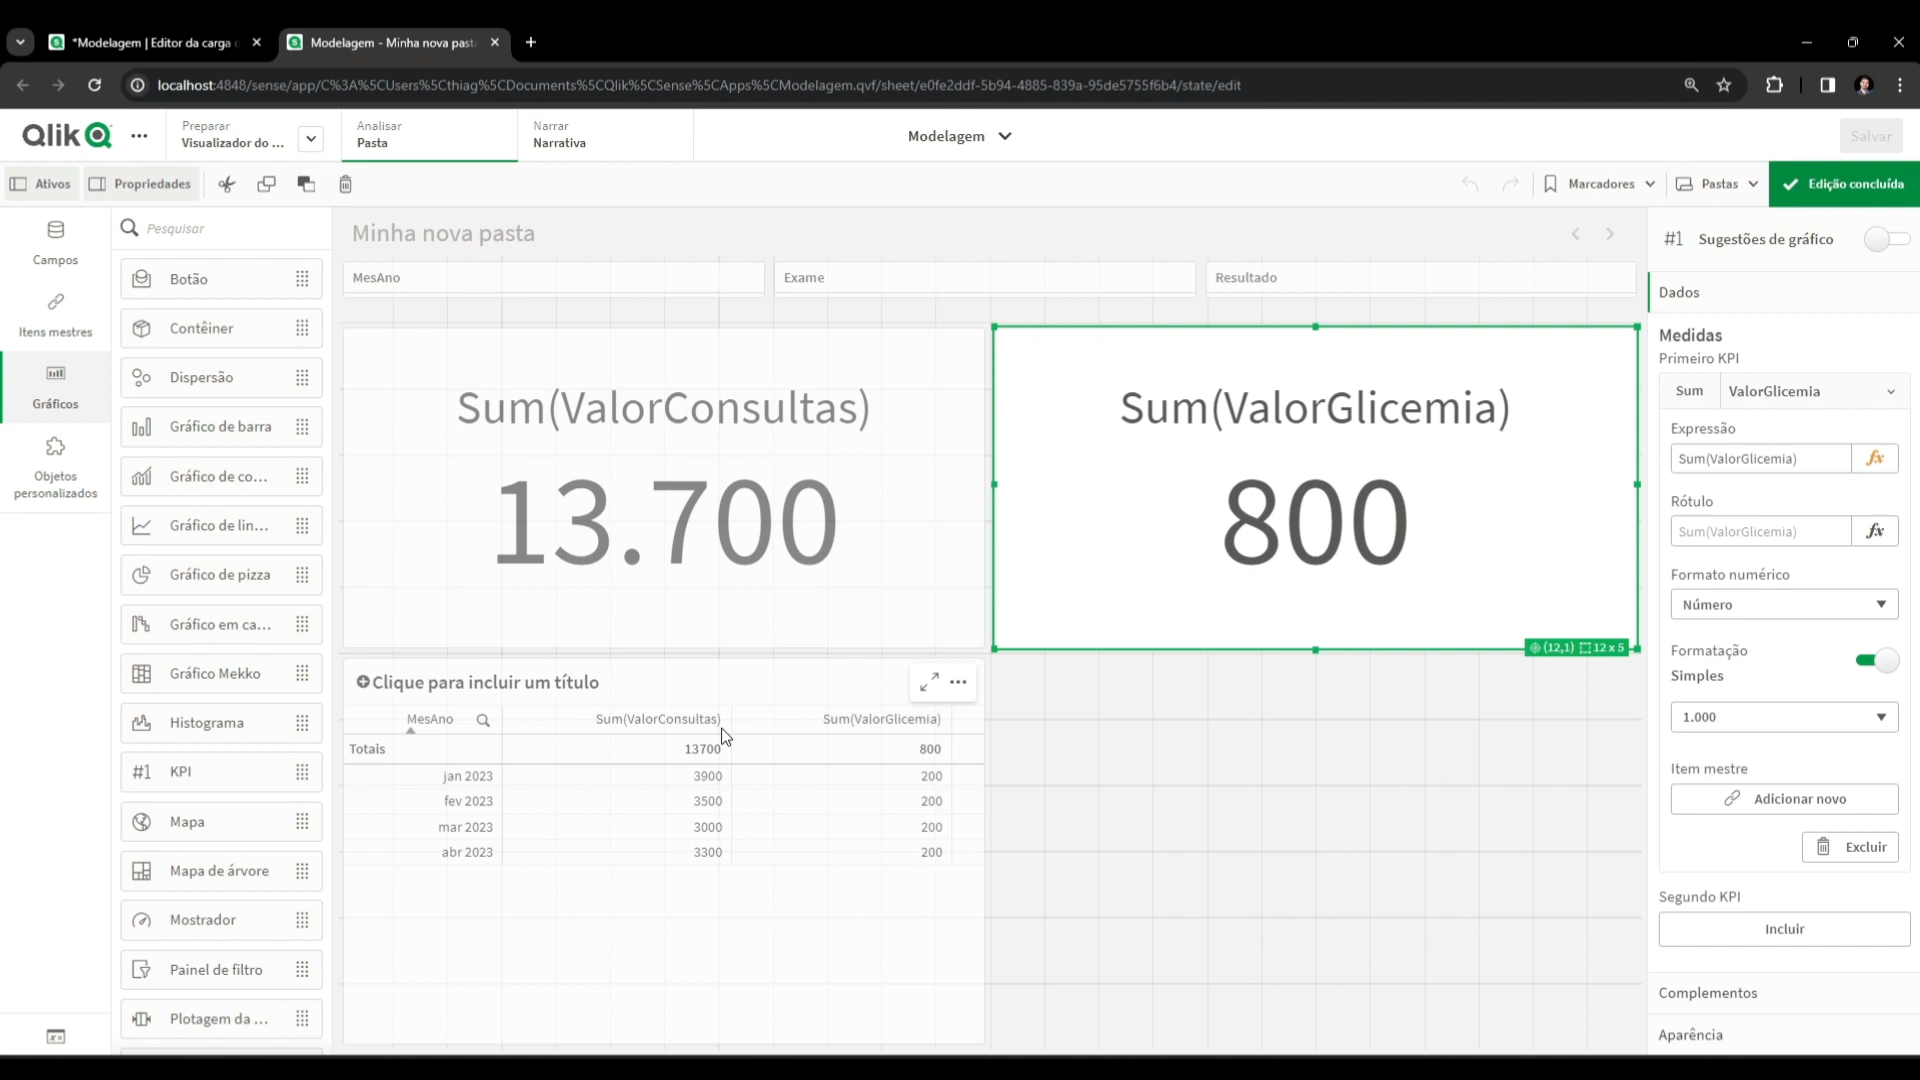 *Modelagem | Editor da carga
Modelagem - Minha nova past
localhost:4848/sense/app/C%3A%5CUsers%5Cthiag%5CDocuments%5CQlik%5CSense%5CApps%5CModelagem.qvf/sheet/e0fe2ddf-5b94-4885-839a-95de5755f6b4/state/edit
Qlik
Preparar
Visualizador do ...
Analisar
Pasta
Narrar
Narrativa
Modelagem
Salvar
Ativos
Propriedades
Marcadores
Pastas
Edição concluída
Campos
Itens mestres
Gráficos
Objetos
personalizados
Pesquisar
Botão
Contêiner
Dispersão
Gráfico de barra
Gráfico de co...
Gráfico de lin...
Gráfico de pizza
Gráfico em ca...
Gráfico Mekko
Histograma
#1 KPI
Mapa
Mapa de árvore
Mostrador
Painel de filtro
Plotagem da ...
Minha nova pasta
MesAno
Exame
Resultado
Sum(ValorConsultas)
13.700
Sum(ValorGlicemia)
800
(12,1) 12 x 5
Clique para incluir um título
MesAno Sum(ValorConsultas) Sum(ValorGlicemia)
Totais 13700 800
jan 2023 3900 200
fev 2023 3500 200
mar 2023 3000 200
abr 2023 3300 200
#1 Sugestões de gráfico
Dados
Medidas
Primeiro KPI
Sum ValorGlicemia
Expressão
Sum(ValorGlicemia) fx
Rótulo
Sum(ValorGlicemia) fx
Formato numérico
Número
Formatação
Simples
1.000
Item mestre
Adicionar novo
Excluir
Segundo KPI
Incluir
Complementos
Aparência